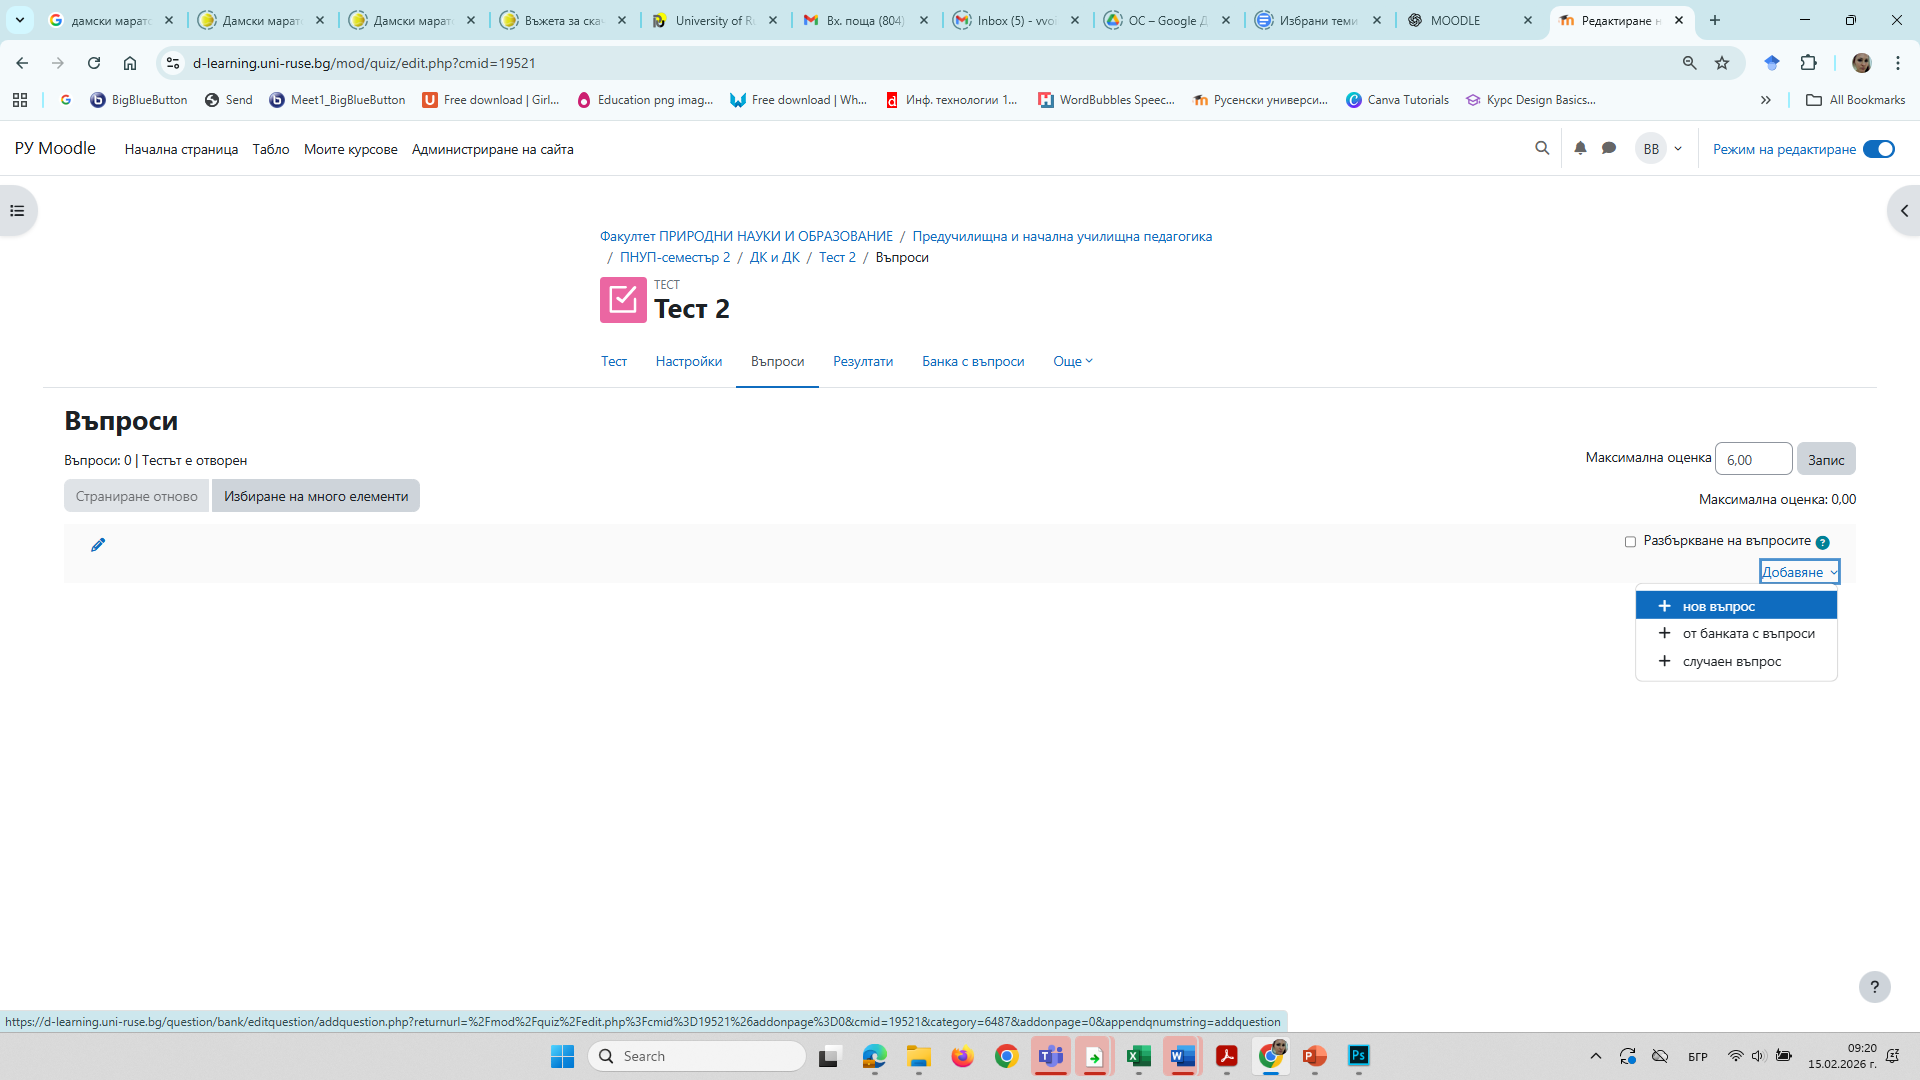 дамски марато
Дамски марато
Дамски марато
Въжета за ска
University of Ru
Вх. поща (804)
Inbox (5) - vvoi
ОС – Google Д
Избрани теми
MOODLE
Редактиране н
d-learning.uni-ruse.bg/mod/quiz/edit.php?cmid=19521
BigBlueButton
Send
Meet1_BigBlueButton
Free download | Girl...
Education png imag...
Free download | Wh...
Инф. технологии 1...
WordBubbles Speec...
Русенски универси...
Canva Tutorials
Курс Design Basics...
All Bookmarks
РУ Moodle
Начална страница
Табло
Моите курсове
Администриране на сайта
ВВ
Режим на редактиране
Факултет ПРИРОДНИ НАУКИ И ОБРАЗОВАНИЕ / Предучилищна и начална училищна педагогика
/ ПНУП-семестър 2 / ДК и ДК / Тест 2 / Въпроси
ТЕСТ
Тест 2
Тест
Настройки
Въпроси
Резултати
Банка с въпроси
Още
Въпроси
Въпроси: 0 | Тестът е отворен
Максимална оценка 6,00 Запис
Страниране отново
Избиране на много елементи
Максимална оценка: 0,00
Разбъркване на въпросите ?
Добавяне
+ нов въпрос
+ от банката с въпроси
+ случаен въпрос
?
https://d-learning.uni-ruse.bg/question/bank/editquestion/addquestion.php?returnurl=%2Fmod%2Fquiz%2Fedit.php%3Fcmid%3D19521%26addonpage%3D0&cmid=19521&category=6487&addonpage=0&appendqnumstring=addquestion
Search
БГР
09:20
15.02.2026 г.